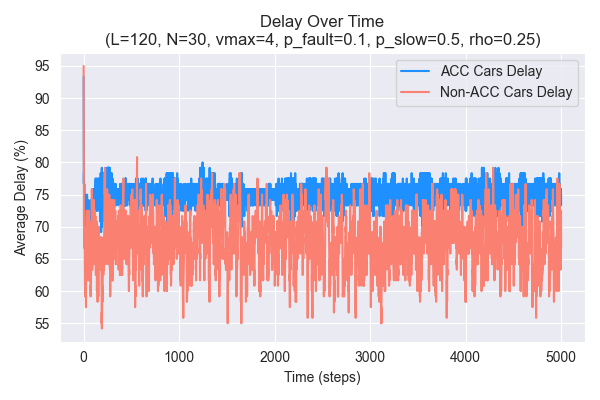 Delay Over Time
(L=120, N=30, vmax=4, p_fault=0.1, p_slow=0.5, rho=0.25)
ACC Cars Delay
Non-ACC Cars Delay
Average Delay (%)
95
90
85
80
75
70
65
60
55
0 1000 2000 3000 4000 5000
Time (steps)